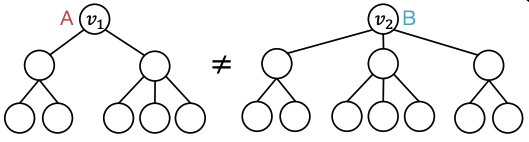 A v₁ ≠ v₂ B